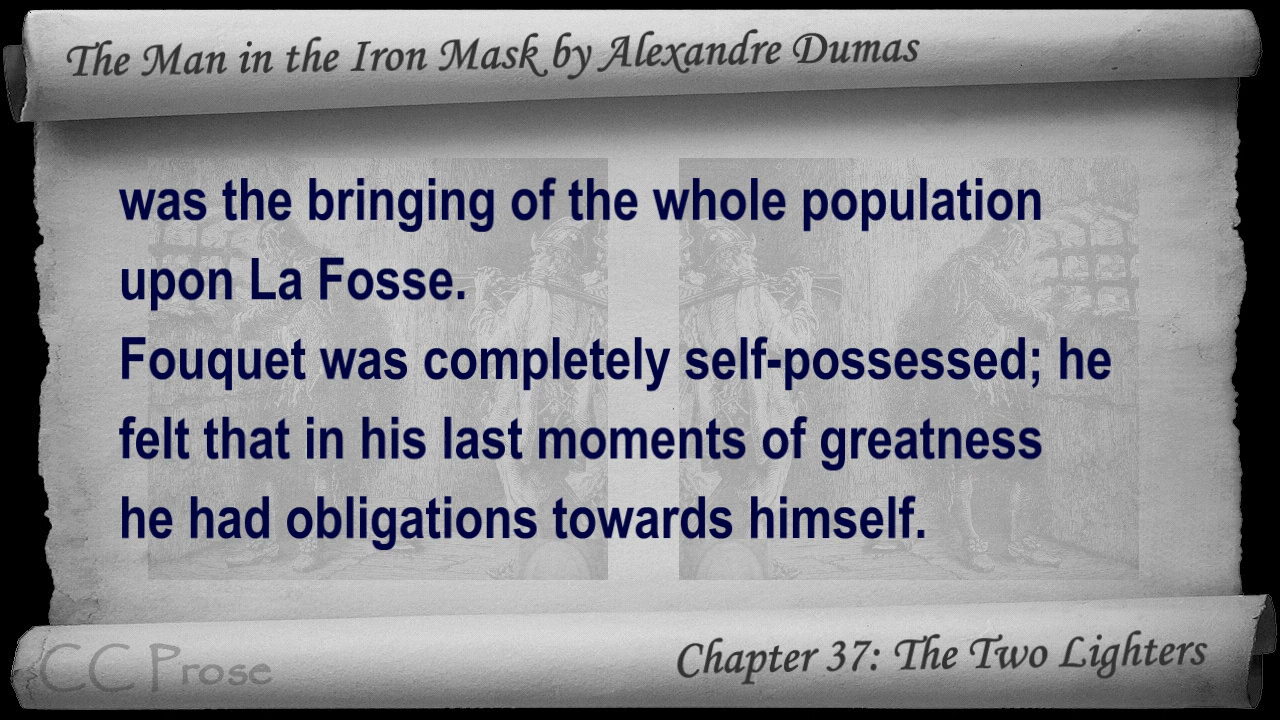 The Man in the Iron Mask by Alexandre Dumas
was the bringing of the whole population
upon La Fosse.
Fouquet was completely self-possessed; he
felt that in his last moments of greatness
he had obligations towards himself.
CC Prose
Chapter 37: The Two Lighters